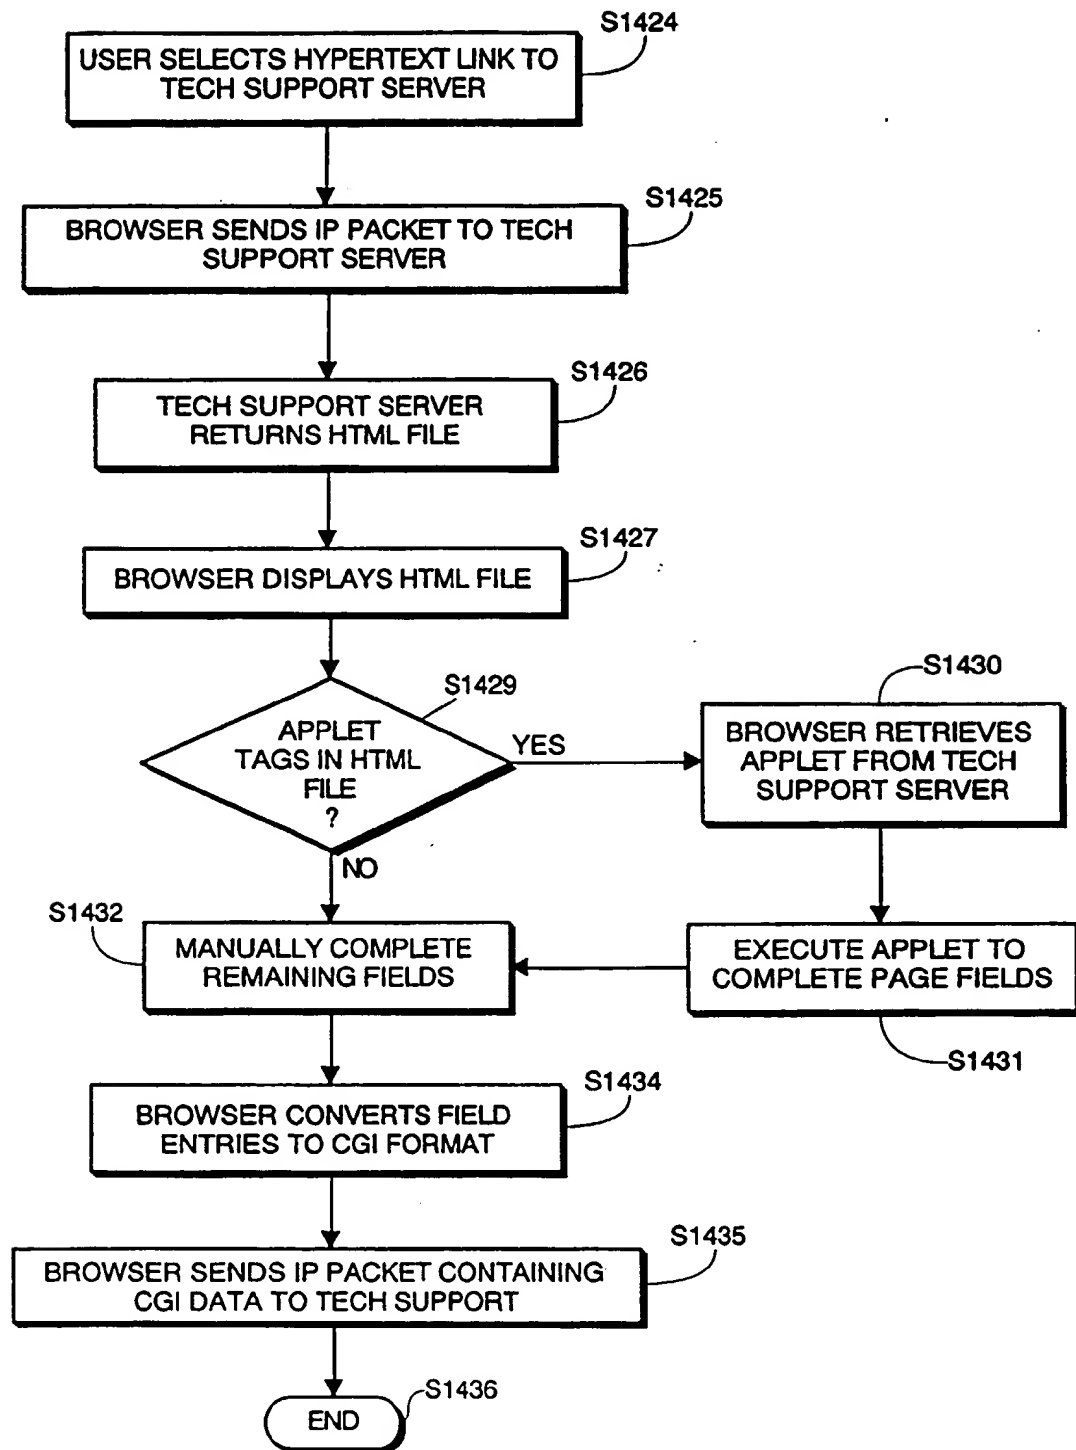 S1424
USER SELECTS HYPERTEXT LINK TO
TECH SUPPORT SERVER
S1425
BROWSER SENDS IP PACKET TO TECH
SUPPORT SERVER
S1426
TECH SUPPORT SERVER
RETURNS HTML FILE
S1427
BROWSER DISPLAYS HTML FILE
S1429
APPLET
TAGS IN HTML
FILE
?
YES
NO
S1430
BROWSER RETRIEVES
APPLET FROM TECH
SUPPORT SERVER
EXECUTE APPLET TO
COMPLETE PAGE FIELDS
S1431
S1432
MANUALLY COMPLETE
REMAINING FIELDS
S1434
BROWSER CONVERTS FIELD
ENTRIES TO CGI FORMAT
S1435
BROWSER SENDS IP PACKET CONTAINING
CGI DATA TO TECH SUPPORT
S1436
END